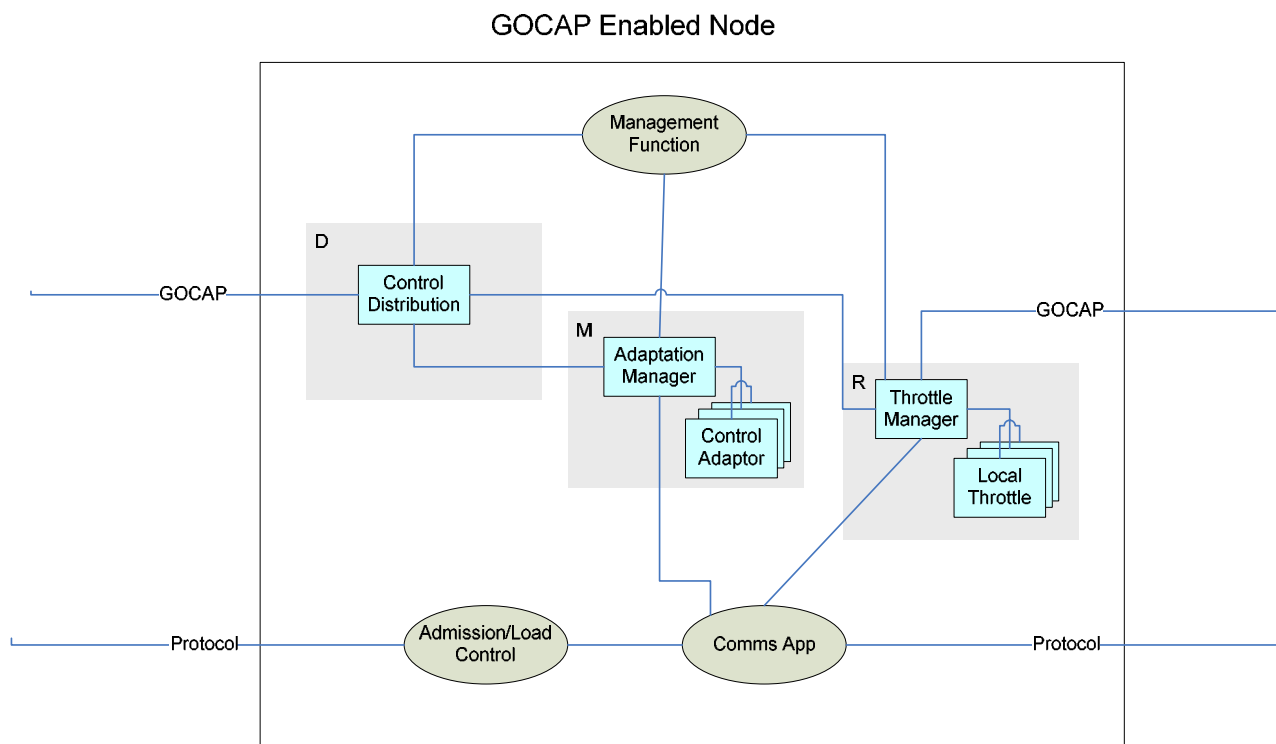 GOCAP Enabled Node
Management
Function
D
Control
Distribution
GOCAP
GOCAP
M
Adaptation
Manager
Control
Adaptor
R
Throttle
Manager
Local
Throttle
Protocol
Admission/Load
Control
Comms App
Protocol